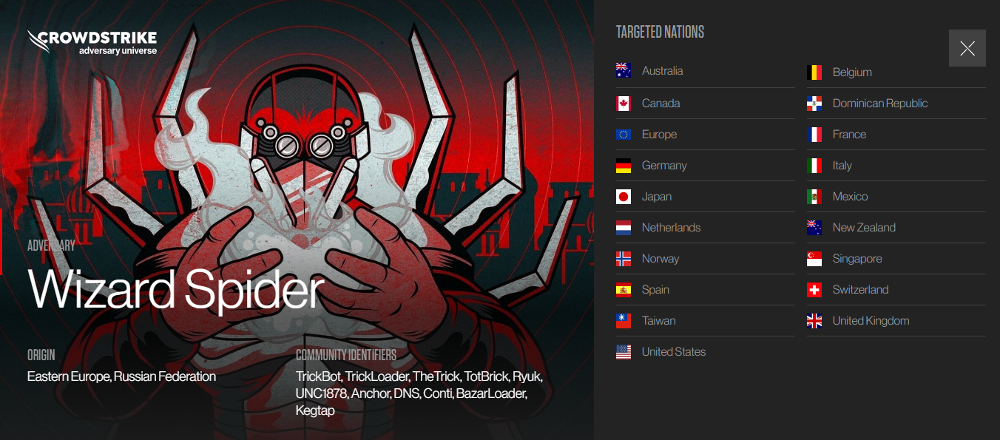 CROWDSTRIKE
adversary universe
ADVERSARY
Wizard Spider
ORIGIN
Eastern Europe, Russian Federation
COMMUNITY IDENTIFIERS
TrickBot, TrickLoader, TheTrick, TotBrick, Ryuk,
UNC1878, Anchor, DNS, Conti, BazarLoader,
Kegtap
TARGETED NATIONS
Australia
Belgium
Canada
Dominican Republic
Europe
France
Germany
Italy
Japan
Mexico
Netherlands
New Zealand
Norway
Singapore
Spain
Switzerland
Taiwan
United Kingdom
United States